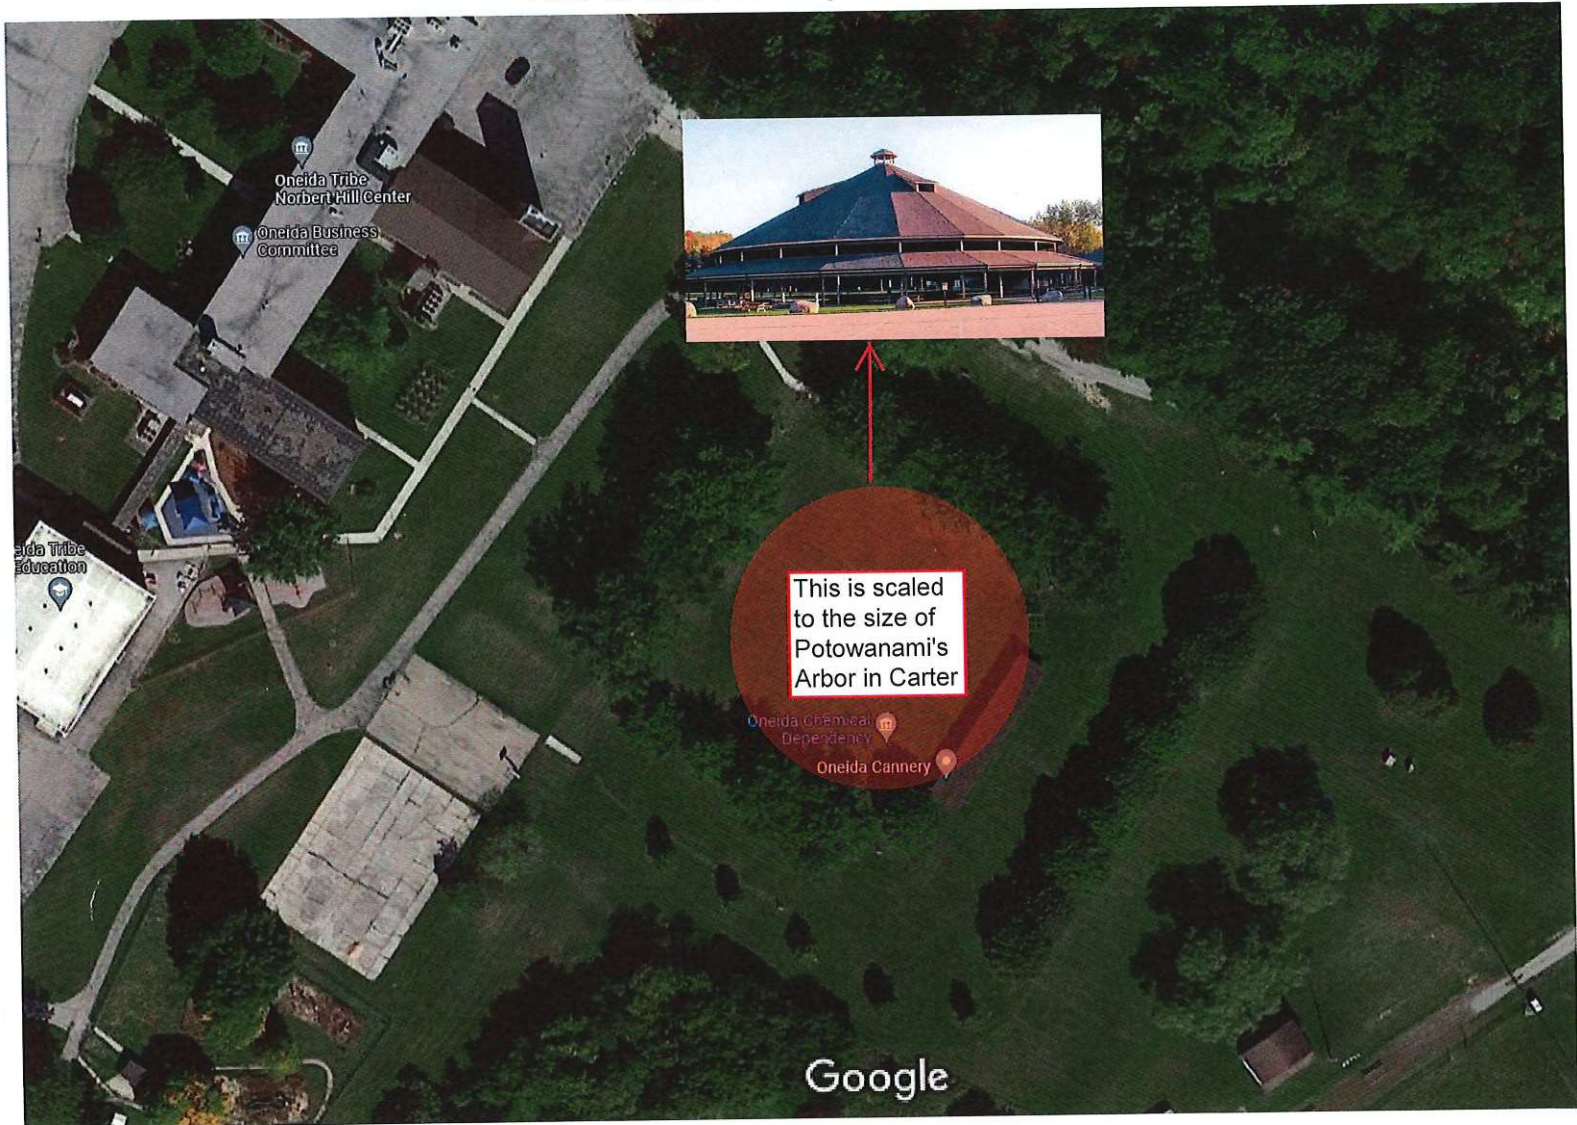 Oneida Tribe
Norbert Hill Center
Oneida Business
Committee
eida Tribe
Education
This is scaled
to the size of
Potowanami's
Arbor in Carter
Oneida Chemical
Dependency
Oneida Cannery
Google